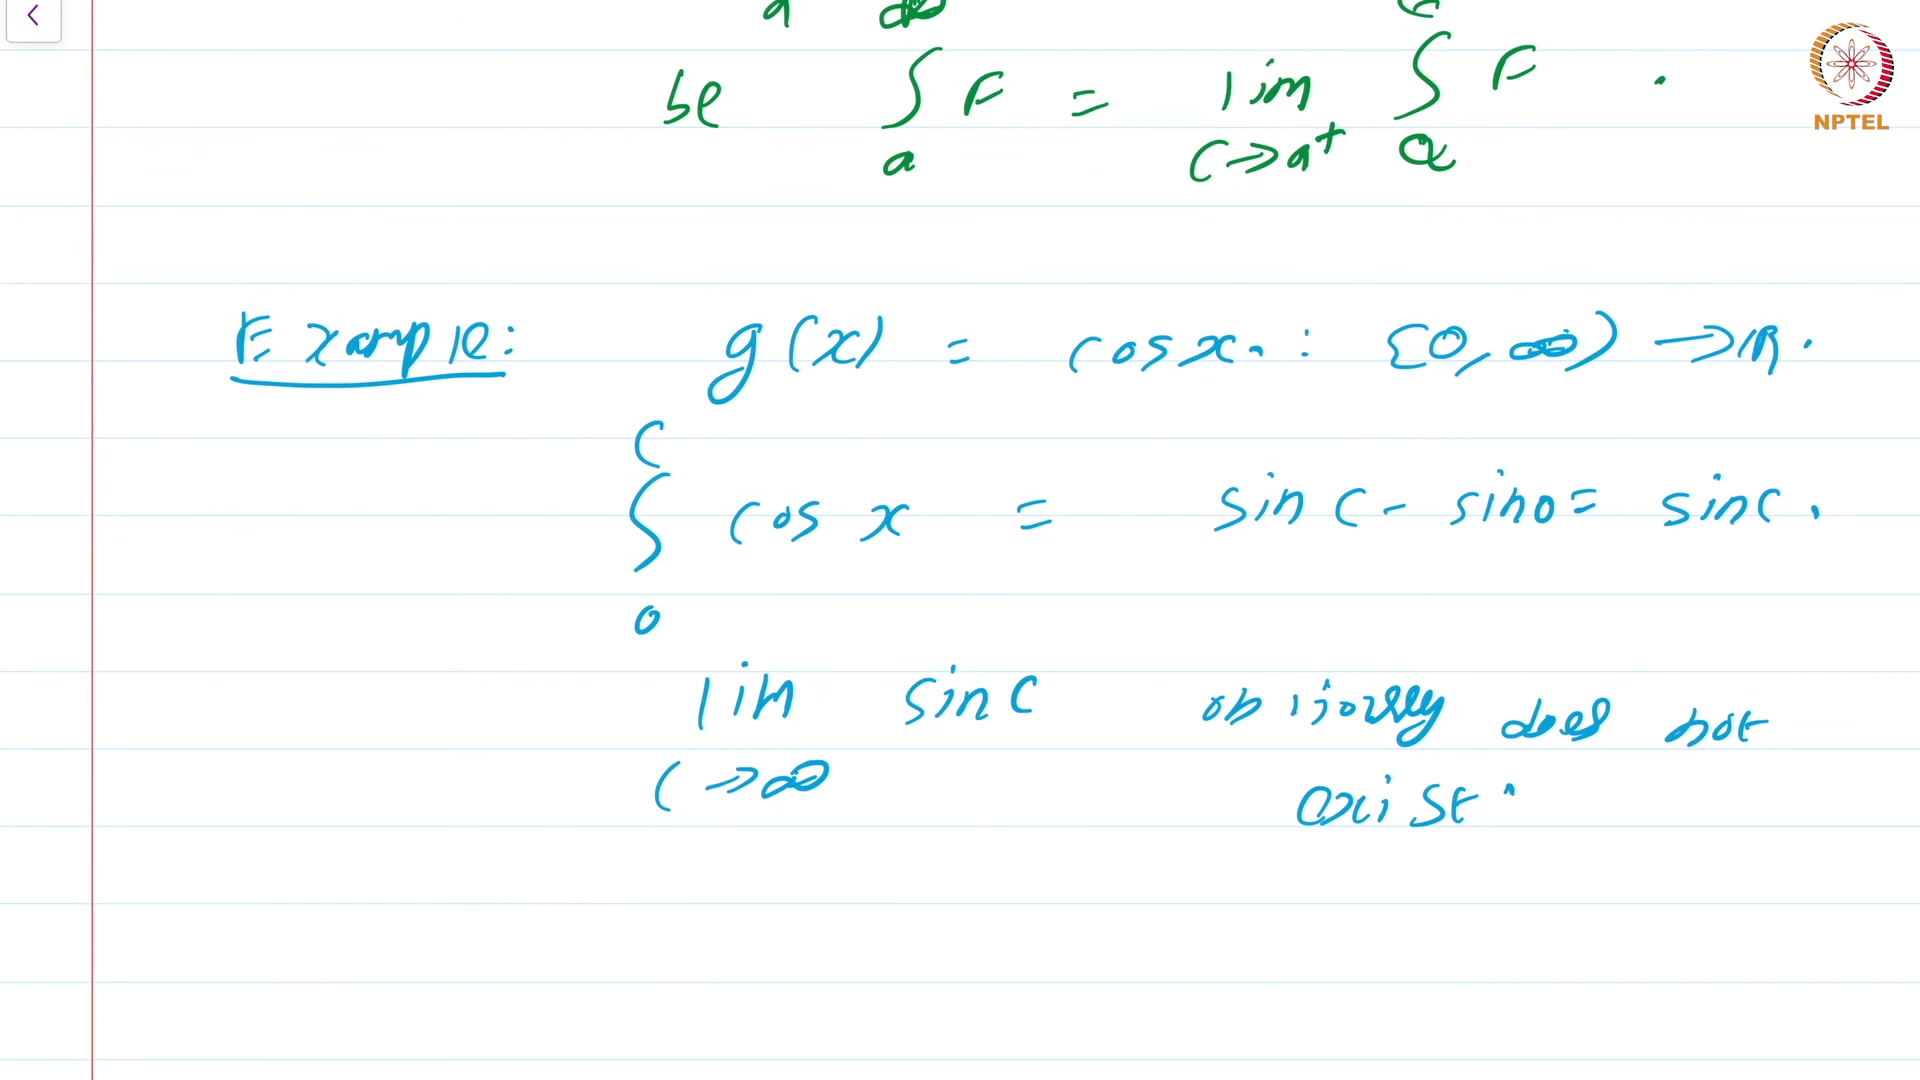 be ∫ F = lim ∫ F .
a C→a⁺ a
NPTEL
Example: g(x) = cos x. : [0, ∞) → R.
C
∫ cos x = sin C - sin 0 = sin C.
0
lim sin C obviously does not
C→∞ exist.